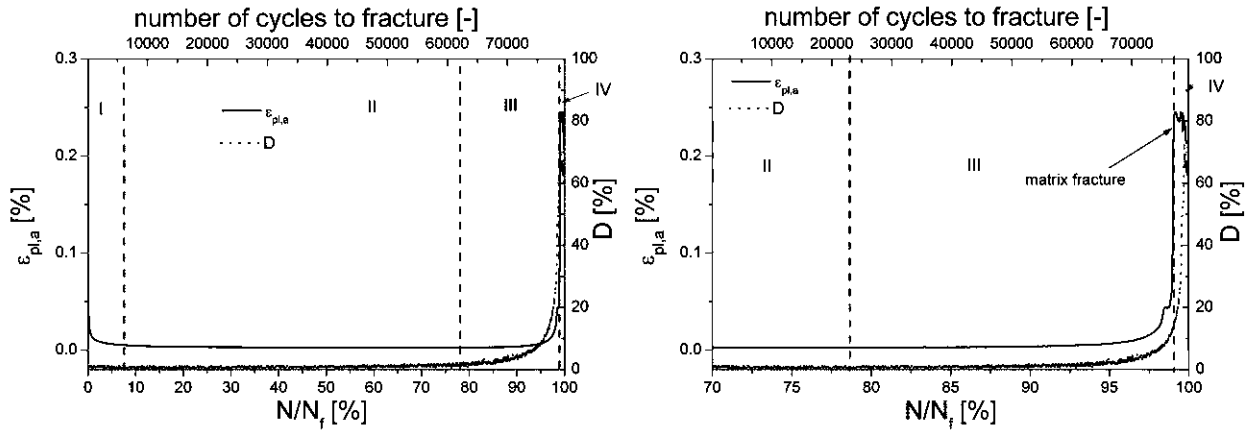 number of cycles to fracture [-]
10000 20000 30000 40000 50000 60000 70000
0.3
0.2
0.1
0.0
ε_pl,a [%]
I
II
III
IV
ε_pl,a
D
100
80
60
40
20
0
D [%]
0 10 20 30 40 50 60 70 80 90 100
N/N_f [%]
number of cycles to fracture [-]
10000 20000 30000 40000 50000 60000 70000
0.3
0.2
0.1
0.0
ε_pl,a [%]
ε_pl,a
D
II
III
IV
matrix fracture
100
80
60
40
20
0
D [%]
70 75 80 85 90 95 100
N/N_f [%]